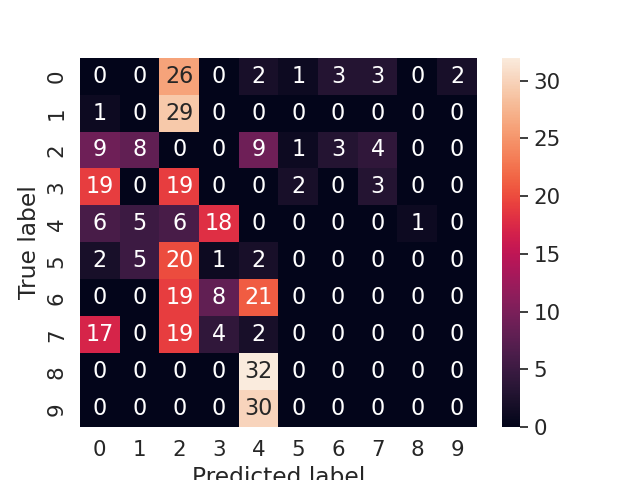 0 0 0 26 0 2 1 3 3 0 2
1 1 0 29 0 0 0 0 0 0 0
2 9 8 0 0 9 1 3 4 0 0
3 19 0 19 0 0 2 0 3 0 0
4 6 5 6 18 0 0 0 0 1 0
5 2 5 20 1 2 0 0 0 0 0
6 0 0 19 8 21 0 0 0 0 0
7 17 0 19 4 2 0 0 0 0 0
8 0 0 0 0 32 0 0 0 0 0
9 0 0 0 0 30 0 0 0 0 0
0 1 2 3 4 5 6 7 8 9
Predicted label
True label
30
25
20
15
10
5
0